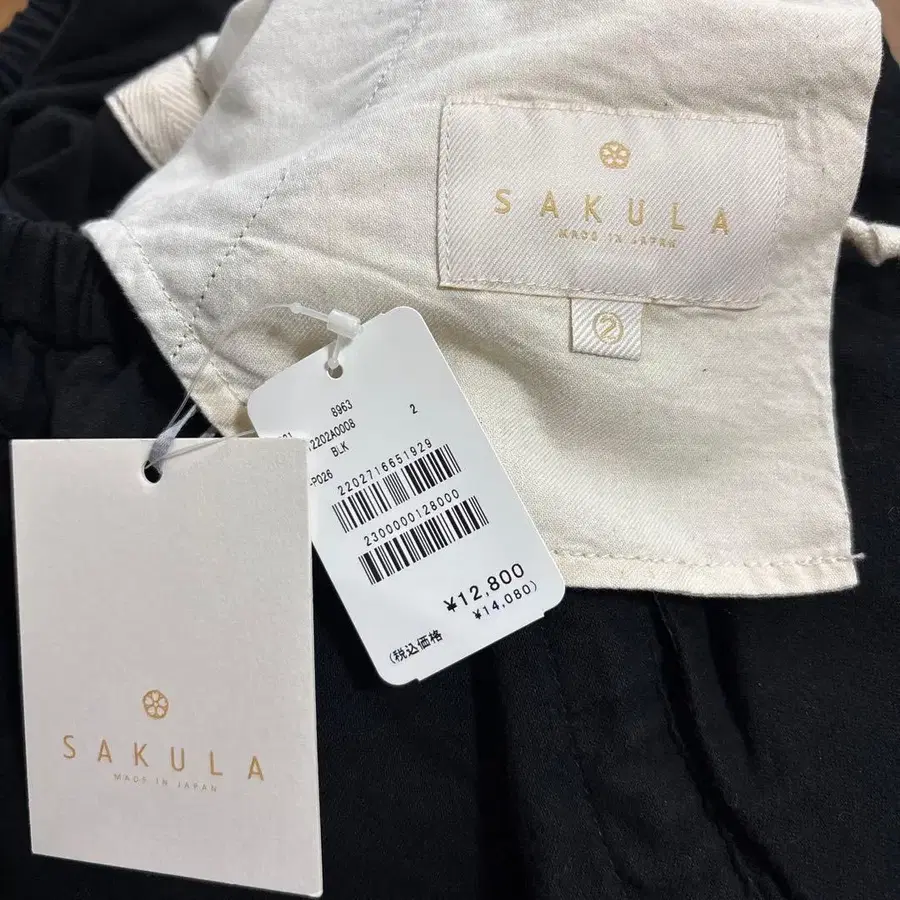 SAKULA
MADE IN JAPAN
2
8963
2202A0008 2
BLK
-P026
2202716651929
2300000128000
¥12,800
(税込価格 ¥14,080)
SAKULA
MADE IN JAPAN